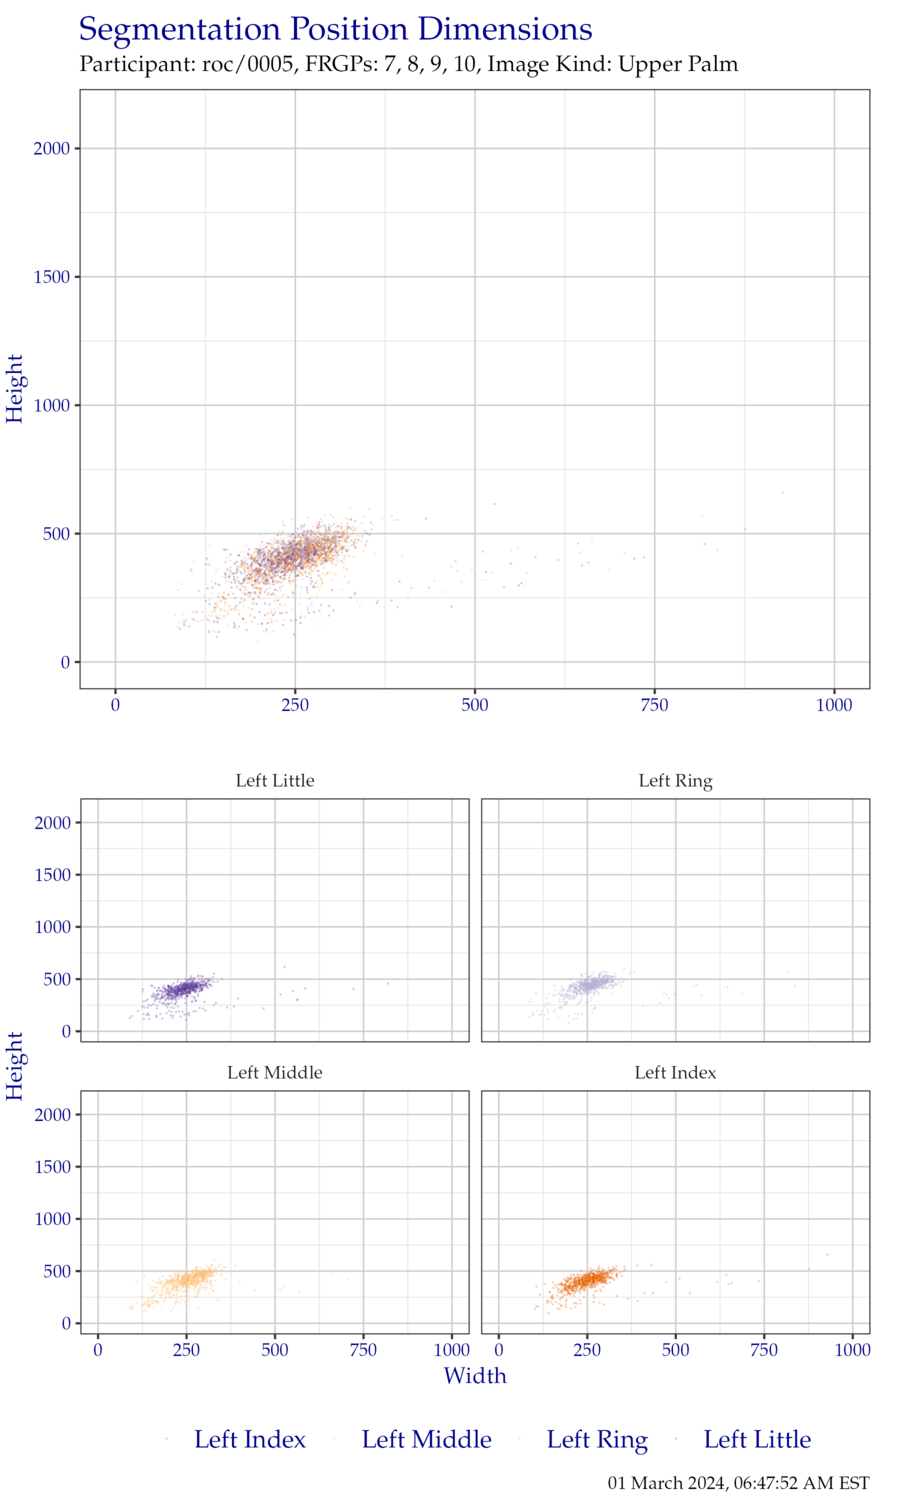 Segmentation Position Dimensions
Participant: roc/0005, FRGPs: 7, 8, 9, 10, Image Kind: Upper Palm
2000
1500
1000
500
0
Height
0 250 500 750 1000
Left Little Left Ring
2000
1500
1000
500
0
Height
Left Middle Left Index
2000
1500
1000
500
0
0 250 500 750 1000 0 250 500 750 1000
Width
Left Index Left Middle Left Ring Left Little
01 March 2024, 06:47:52 AM EST